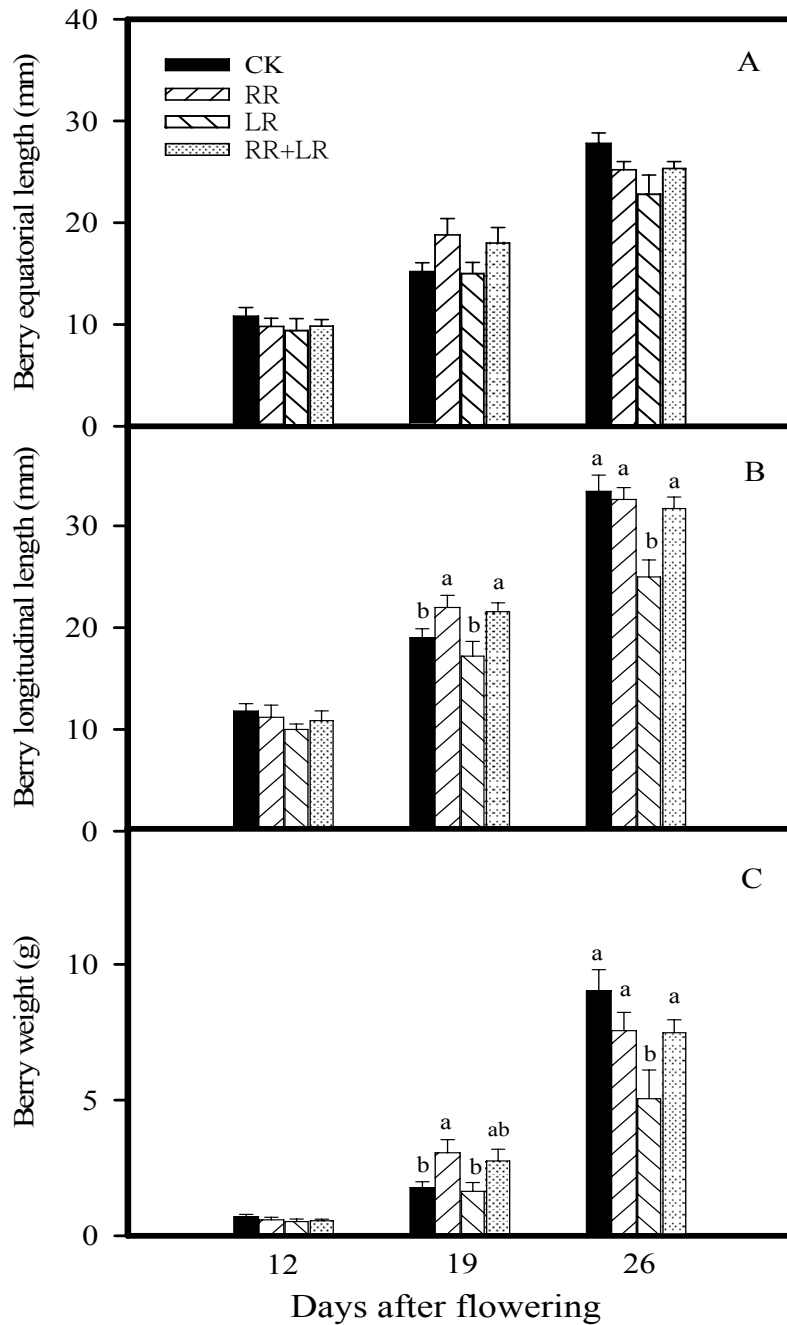 40
A
CK
RR
LR
RR+LR
30
20
10
0
Berry equatorial length (mm)
B
a a a
b
30
a a
b b
20
10
0
Berry longitudinal length (mm)
C
a a a
b
10
a ab
b b
5
0
Berry weight (g)
12 19 26
Days after flowering